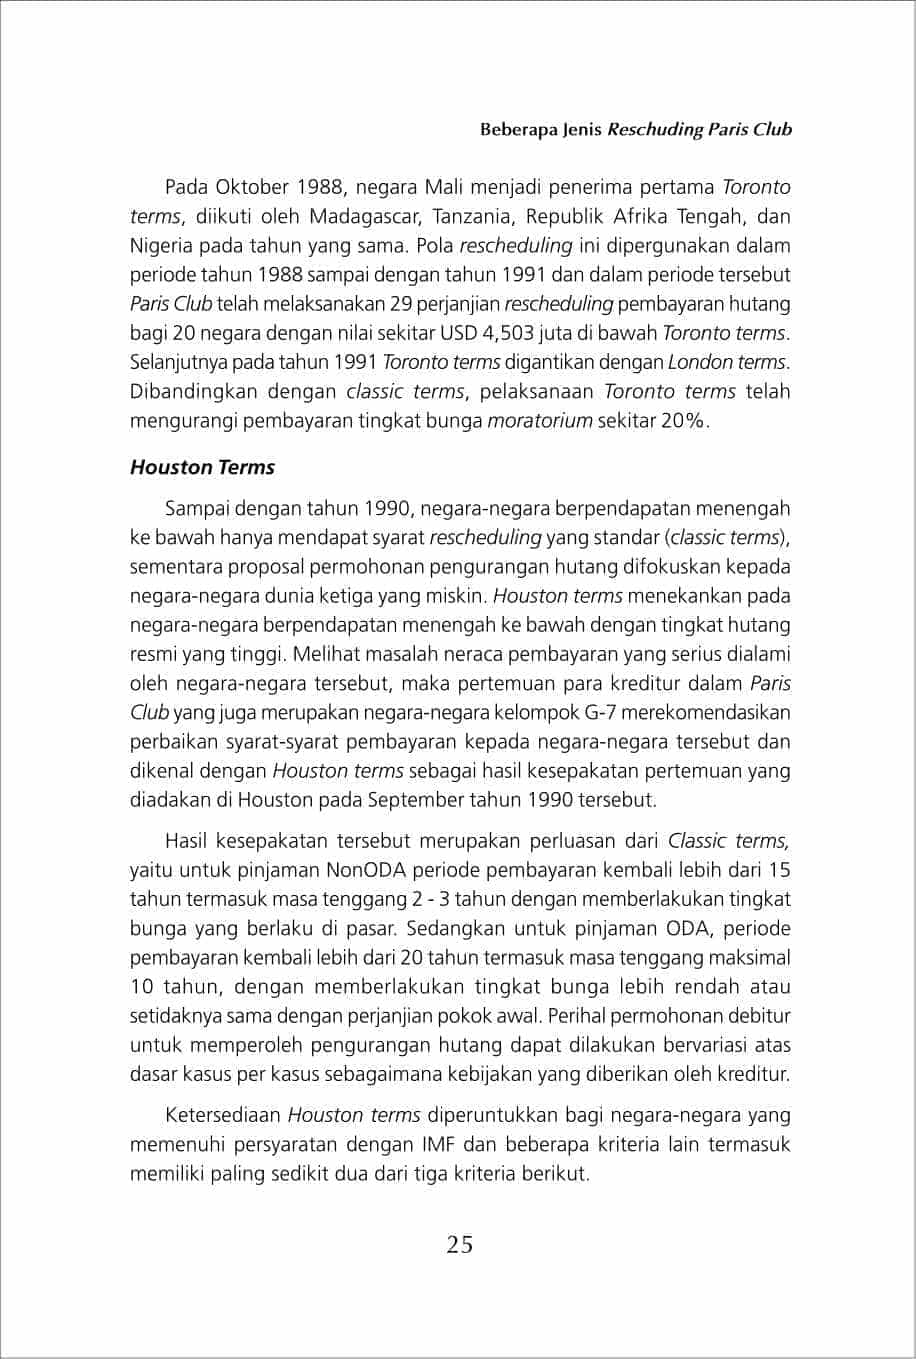 Beberapa Jenis Reschuding Paris Club
Pada Oktober 1988, negara Mali menjadi penerima pertama Toronto
terms, diikuti oleh Madagascar, Tanzania, Republik Afrika Tengah, dan
Nigeria pada tahun yang sama. Pola rescheduling ini dipergunakan dalam
periode tahun 1988 sampai dengan tahun 1991 dan dalam periode tersebut
Paris Club telah melaksanakan 29 perjanjian rescheduling pembayaran hutang
bagi 20 negara dengan nilai sekitar USD 4,503 juta di bawah Toronto terms.
Selanjutnya pada tahun 1991 Toronto terms digantikan dengan London terms.
Dibandingkan dengan classic terms, pelaksanaan Toronto terms telah
mengurangi pembayaran tingkat bunga moratorium sekitar 20%.
Houston Terms
Sampai dengan tahun 1990, negara-negara berpendapatan menengah
ke bawah hanya mendapat syarat rescheduling yang standar (classic terms),
sementara proposal permohonan pengurangan hutang difokuskan kepada
negara-negara dunia ketiga yang miskin. Houston terms menekankan pada
negara-negara berpendapatan menengah ke bawah dengan tingkat hutang
resmi yang tinggi. Melihat masalah neraca pembayaran yang serius dialami
oleh negara-negara tersebut, maka pertemuan para kreditur dalam Paris
Club yang juga merupakan negara-negara kelompok G-7 merekomendasikan
perbaikan syarat-syarat pembayaran kepada negara-negara tersebut dan
dikenal dengan Houston terms sebagai hasil kesepakatan pertemuan yang
diadakan di Houston pada September tahun 1990 tersebut.
Hasil kesepakatan tersebut merupakan perluasan dari Classic terms,
yaitu untuk pinjaman NonODA periode pembayaran kembali lebih dari 15
tahun termasuk masa tenggang 2 - 3 tahun dengan memberlakukan tingkat
bunga yang berlaku di pasar. Sedangkan untuk pinjaman ODA, periode
pembayaran kembali lebih dari 20 tahun termasuk masa tenggang maksimal
10 tahun, dengan memberlakukan tingkat bunga lebih rendah atau
setidaknya sama dengan perjanjian pokok awal. Perihal permohonan debitur
untuk memperoleh pengurangan hutang dapat dilakukan bervariasi atas
dasar kasus per kasus sebagaimana kebijakan yang diberikan oleh kreditur.
Ketersediaan Houston terms diperuntukkan bagi negara-negara yang
memenuhi persyaratan dengan IMF dan beberapa kriteria lain termasuk
memiliki paling sedikit dua dari tiga kriteria berikut.
25